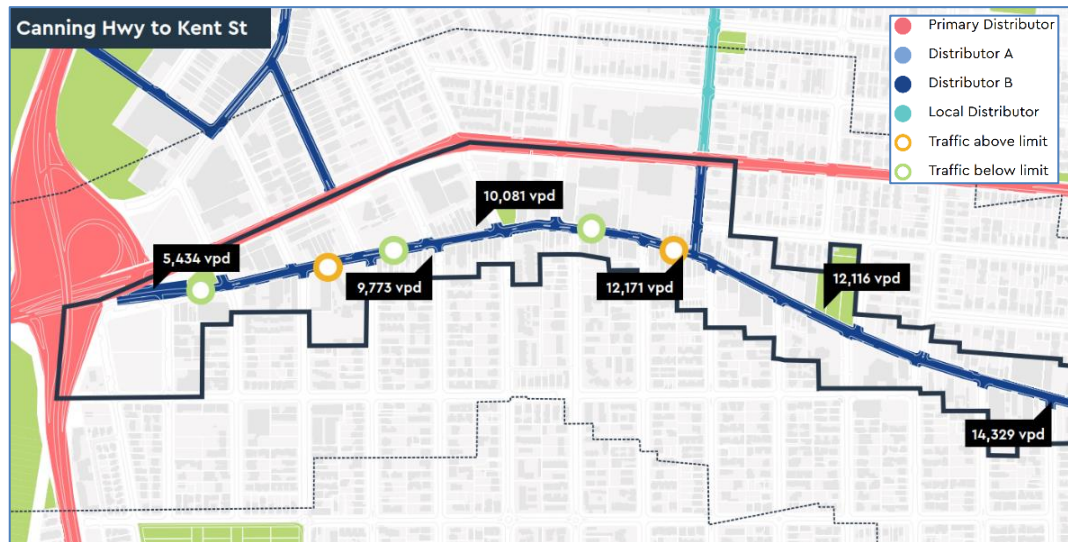 Canning Hwy to Kent St
Primary Distributor
Distributor A
Distributor B
Local Distributor
Traffic above limit
Traffic below limit
10,081 vpd
5,434 vpd
9,773 vpd
12,171 vpd
12,116 vpd
14,329 vpd